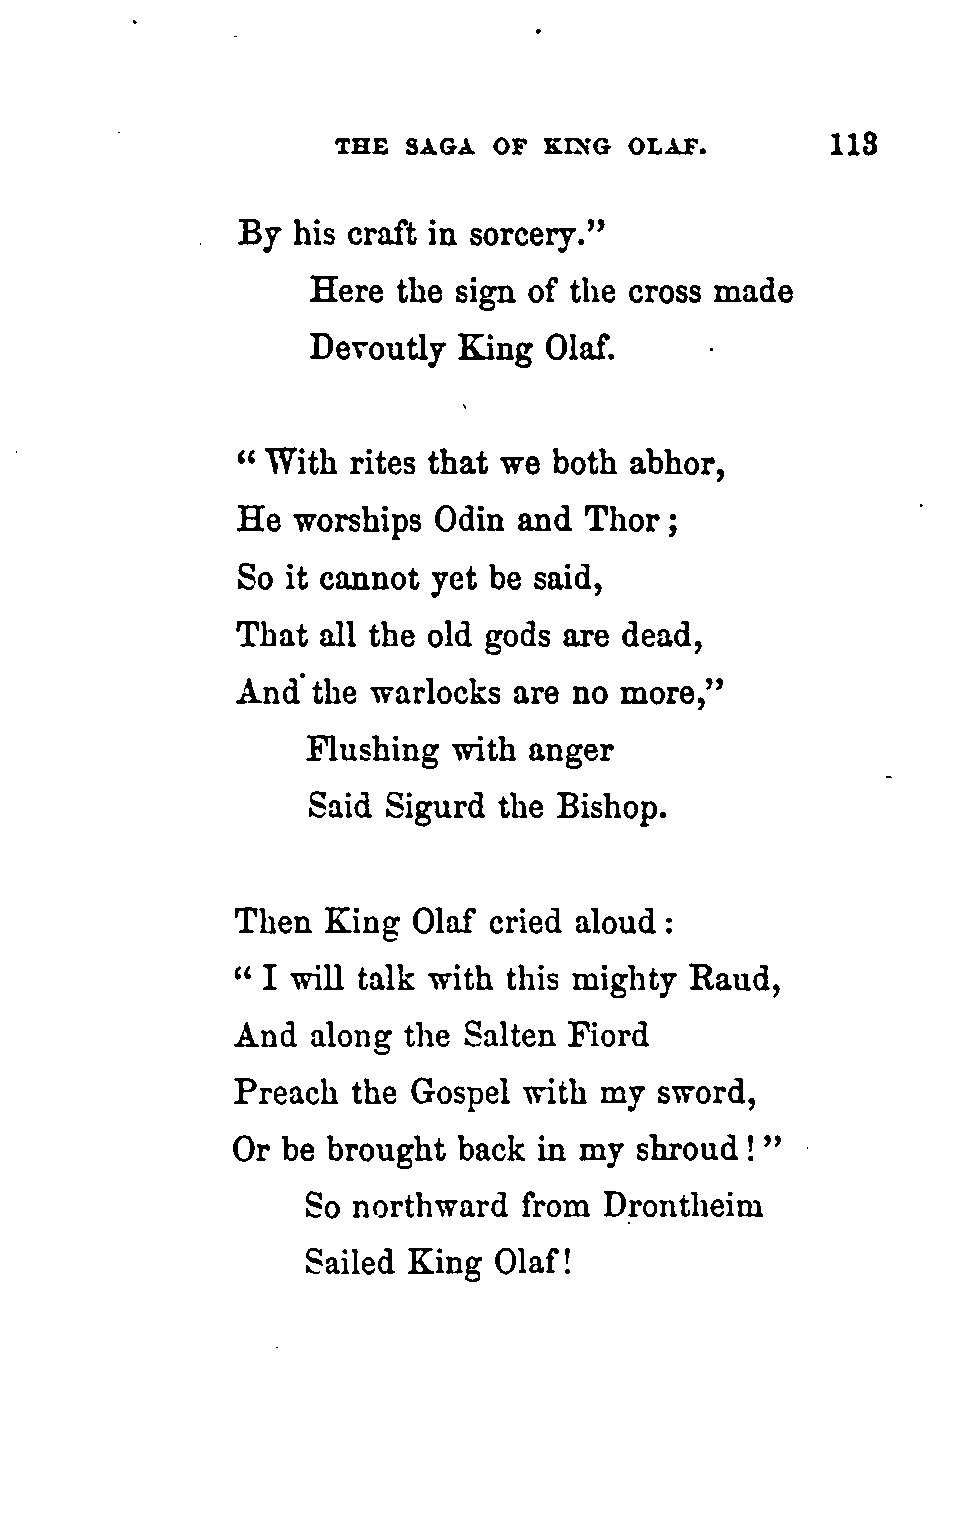 THE SAGA OF KING OLAF. 113
By his craft in sorcery.”
Here the sign of the cross made
Devoutly King Olaf.
“ With rites that we both abhor,
He worships Odin and Thor ;
So it cannot yet be said,
That all the old gods are dead,
And the warlocks are no more,”
Flushing with anger
Said Sigurd the Bishop.
Then King Olaf cried aloud :
“ I will talk with this mighty Raud,
And along the Salten Fiord
Preach the Gospel with my sword,
Or be brought back in my shroud ! ”
So northward from Drontheim
Sailed King Olaf!